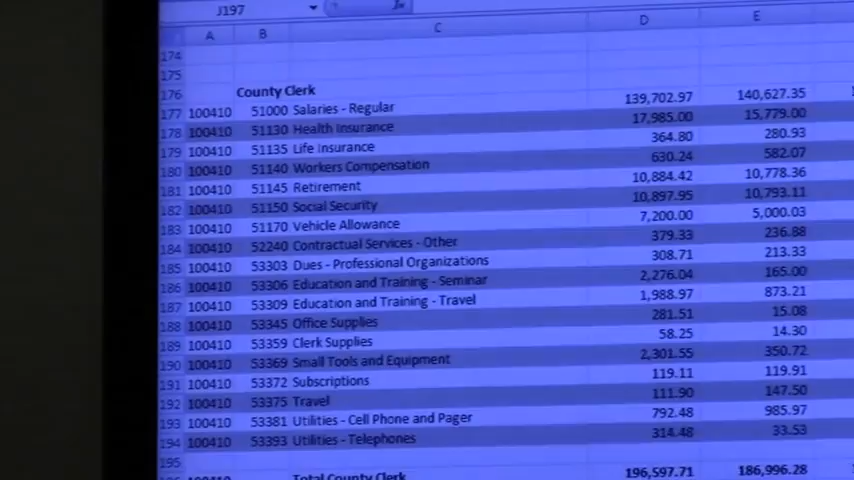 J197 fx
A B C D E
174
175
176 County Clerk
177 100410 51000 Salaries - Regular 139,702.97 140,627.35
178 100410 51130 Health Insurance 17,985.00 15,779.00
179 100410 51135 Life Insurance 364.80 280.93
180 100410 51140 Workers Compensation 630.24 582.07
181 100410 51145 Retirement 10,884.42 10,778.36
182 100410 51150 Social Security 10,897.95 10,793.11
183 100410 51170 Vehicle Allowance 7,200.00 5,000.03
184 100410 52240 Contractual Services - Other 379.33 236.88
185 100410 53303 Dues - Professional Organizations 308.71 213.33
186 100410 53306 Education and Training - Seminar 2,276.04 165.00
187 100410 53309 Education and Training - Travel 1,988.97 873.21
188 100410 53345 Office Supplies 281.51 15.08
189 100410 53359 Clerk Supplies 58.25 14.30
190 100410 53369 Small Tools and Equipment 2,301.55 350.72
191 100410 53372 Subscriptions 119.11 119.91
192 100410 53375 Travel 111.90 147.50
193 100410 53381 Utilities - Cell Phone and Pager 792.48 985.97
194 100410 53393 Utilities - Telephones 314.48 33.53
195
Total County Clerk 196,597.71 186,996.28